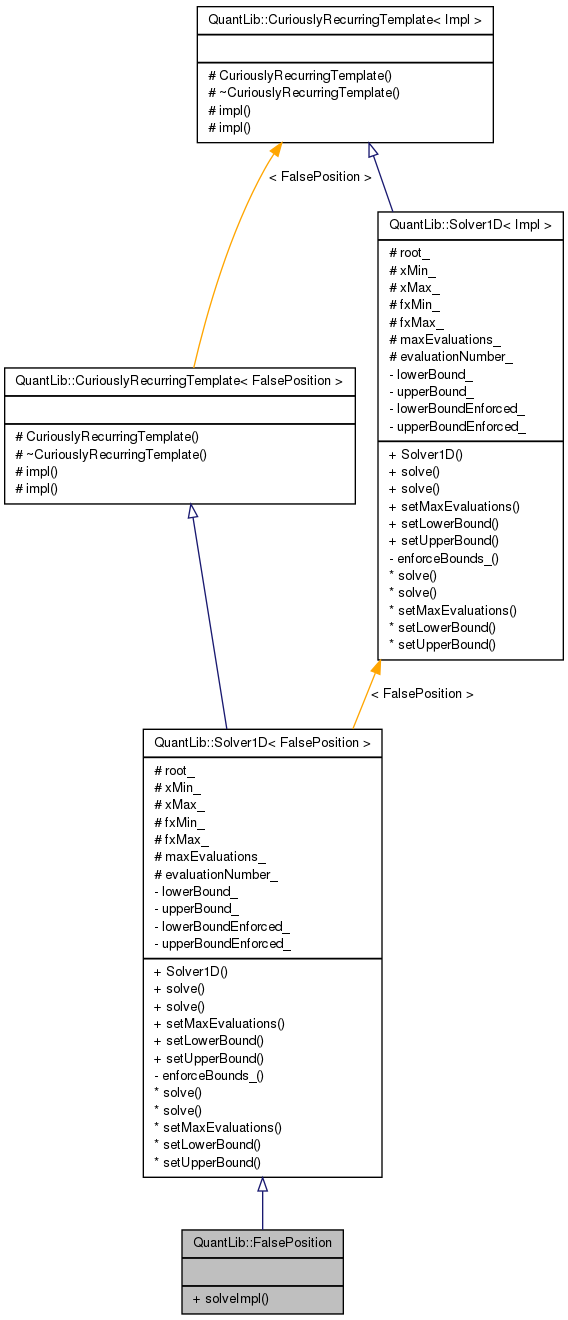 QuantLib::CuriouslyRecurringTemplate< Impl >
# CuriouslyRecurringTemplate()
# ~CuriouslyRecurringTemplate()
# impl()
# impl()
< FalsePosition >
QuantLib::Solver1D< Impl >
# root_
# xMin_
# xMax_
# fxMin_
# fxMax_
# maxEvaluations_
# evaluationNumber_
- lowerBound_
- upperBound_
- lowerBoundEnforced_
- upperBoundEnforced_
+ Solver1D()
+ solve()
+ solve()
+ setMaxEvaluations()
+ setLowerBound()
+ setUpperBound()
- enforceBounds_()
* solve()
* solve()
* setMaxEvaluations()
* setLowerBound()
* setUpperBound()
QuantLib::CuriouslyRecurringTemplate< FalsePosition >
# CuriouslyRecurringTemplate()
# ~CuriouslyRecurringTemplate()
# impl()
# impl()
< FalsePosition >
QuantLib::Solver1D< FalsePosition >
# root_
# xMin_
# xMax_
# fxMin_
# fxMax_
# maxEvaluations_
# evaluationNumber_
- lowerBound_
- upperBound_
- lowerBoundEnforced_
- upperBoundEnforced_
+ Solver1D()
+ solve()
+ solve()
+ setMaxEvaluations()
+ setLowerBound()
+ setUpperBound()
- enforceBounds_()
* solve()
* solve()
* setMaxEvaluations()
* setLowerBound()
* setUpperBound()
QuantLib::FalsePosition
+ solveImpl()